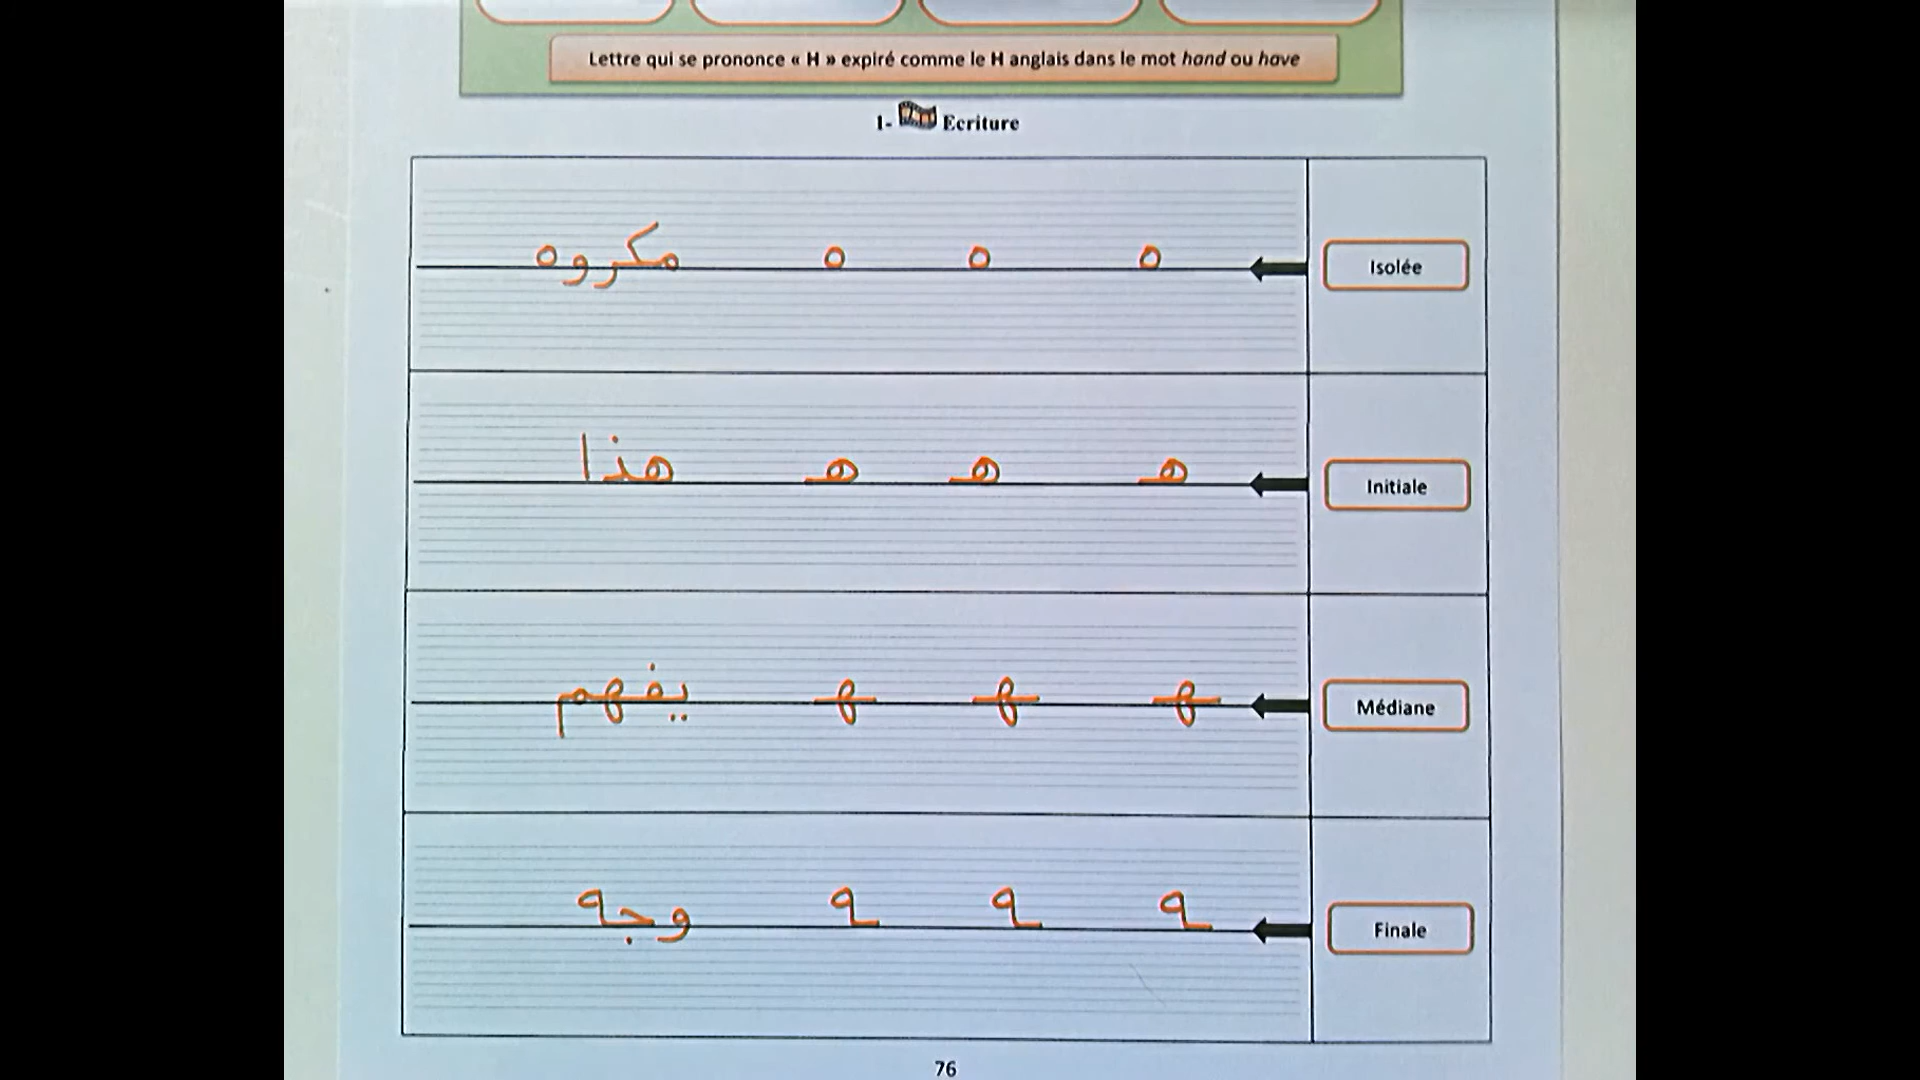 Lettre qui se prononce « H » expiré comme le H anglais dans le mot hand ou have
1- Ecriture
Isolée ه ه ه مكروه
Initiale هـ هـ هـ هذا
Médiane ـهـ ـهـ ـهـ يفهم
Finale ـه ـه ـه وجه
76